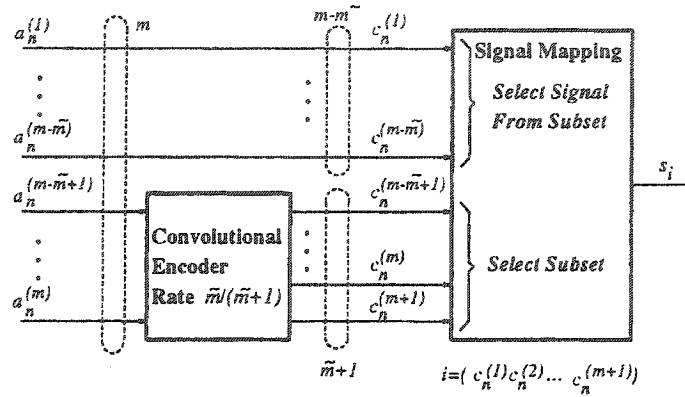 a_n^(1)
m
m-m̃
c_n^(1)
Signal Mapping
Select Signal
From Subset
a_n^(m-m̃)
c_n^(m-m̃)
s_i
a_n^(m-m̃+1)
c_n^(m-m̃+1)
Convolutional
Encoder
Rate m̃/(m̃+1)
c_n^(m)
Select Subset
a_n^(m)
c_n^(m+1)
m̃+1
i=( c_n^(1) c_n^(2) ... c_n^(m+1))